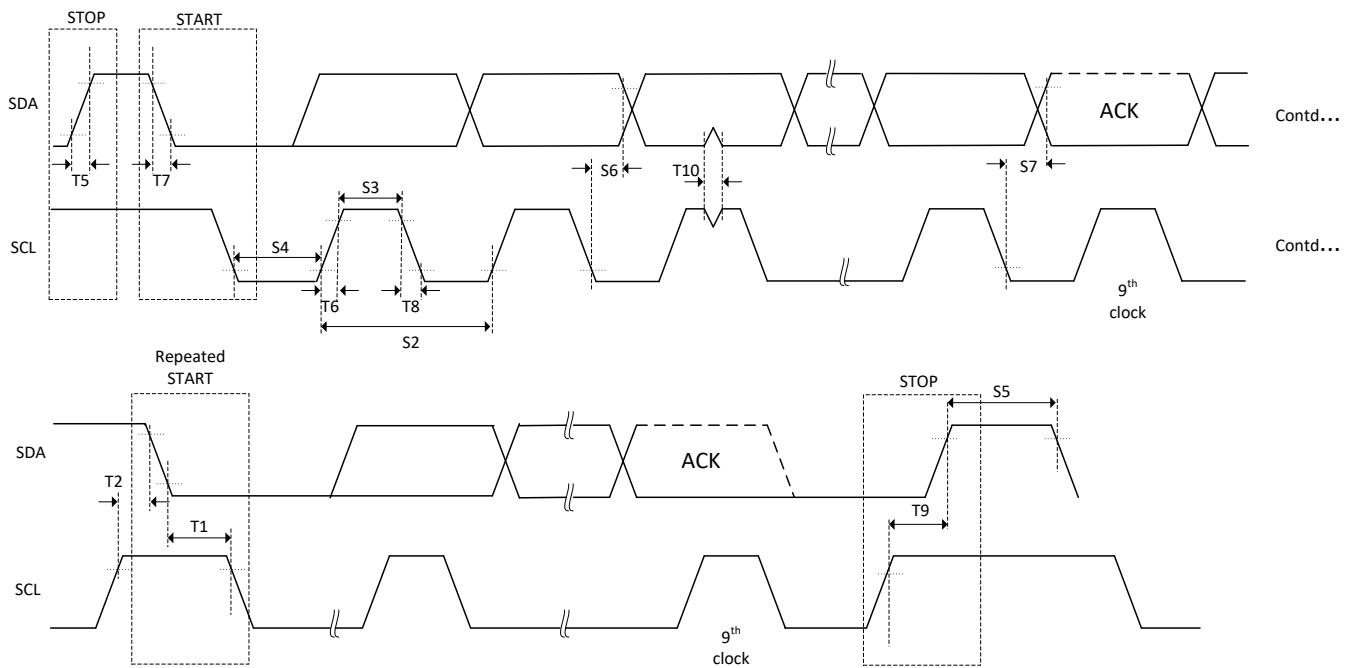 STOP
START
SDA
ACK
Contd...
T5
T7
S6
T10
S7
S3
SCL
S4
Contd...
T6
T8
9th
clock
S2
Repeated
START
STOP
S5
SDA
ACK
T2
T9
T1
SCL
9th
clock